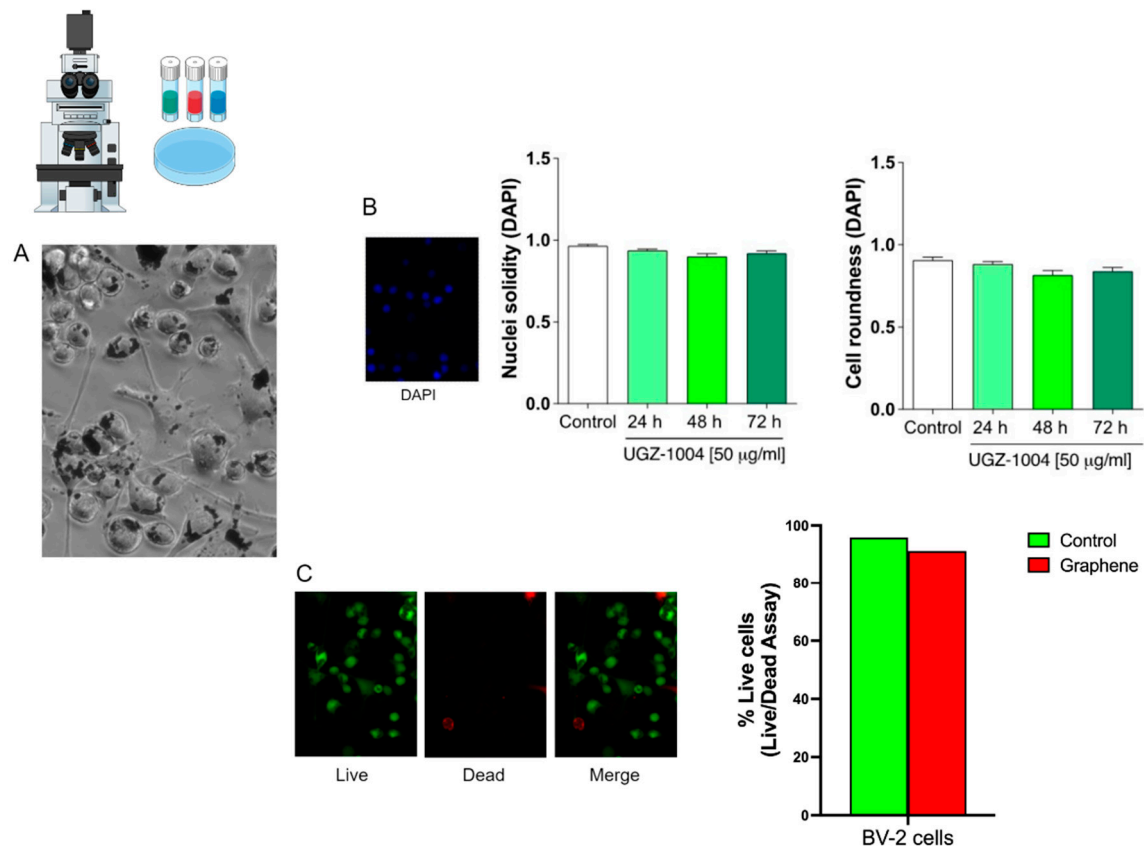 A
B
DAPI
Nuclei solidity (DAPI)
1.5
1.0
0.5
0.0
Control
24 h
48 h
72 h
UGZ-1004 [50 µg/ml]
Cell roundness (DAPI)
1.5
1.0
0.5
0.0
Control
24 h
48 h
72 h
UGZ-1004 [50 µg/ml]
C
Live
Dead
Merge
% Live cells
(Live/Dead Assay)
100
80
60
40
20
0
BV-2 cells
Control
Graphene